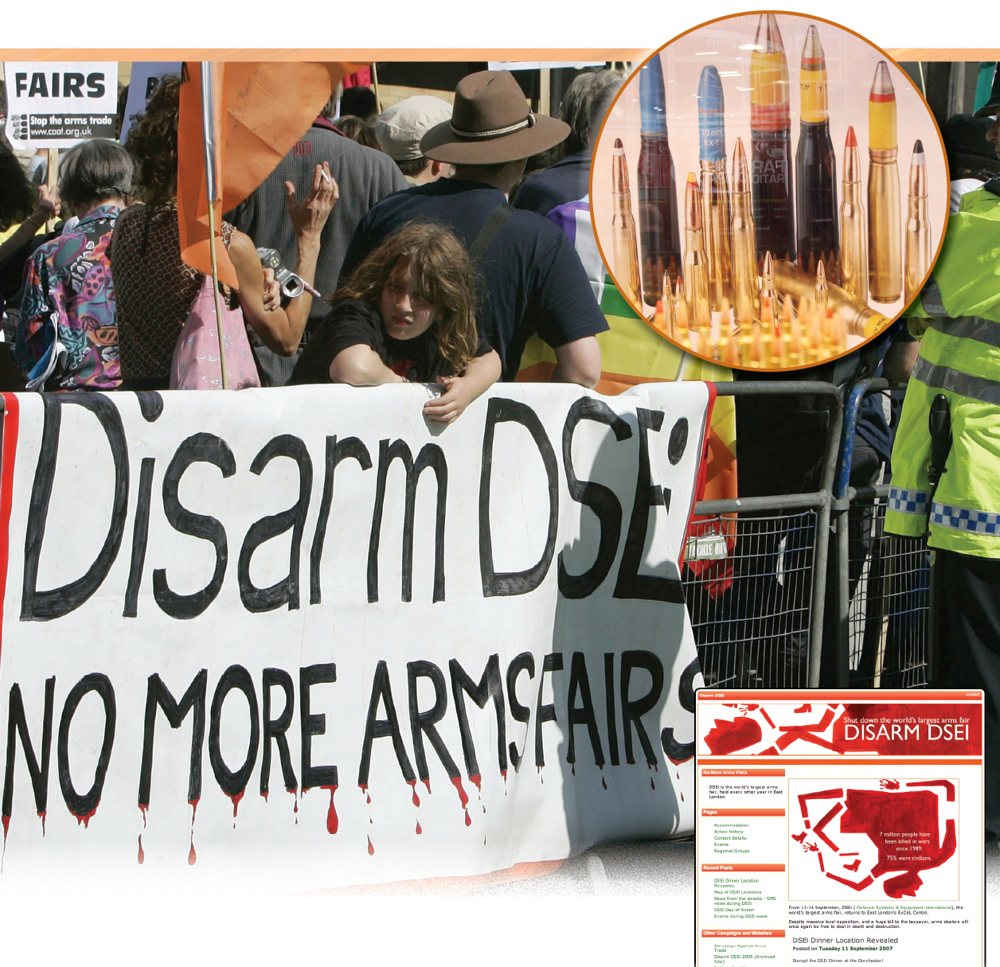 FAIRS
Stop the arms trade
www.caat.org.uk
20 mm
EX-T
Disarm DSEi
NO MORE ARMS FAIRS
Disarm DSEi
contact
Shut down the world's largest arms fair
DISARM DSEI
No More Arms Fairs
DSEi is the world's largest arms
fair, held every other year in East
London.
Pages
Accommodation
Action history
Contact Details
Events
Regional Groups
Recent Posts
DSEi Dinner Location
Revealed
Map of DSEi Locations
News from the streets - SMS
news during DSEi
DSEi Day of Action
Events during DSEi week
Other Campaigns and Websites
Campaign Against Arms
Trade
Disarm DSEi 2005 (Archived
Site)
7 million people have
been killed in wars
since 1989.
75% were civilians.
From 11-14 September, DSEi ( Defence Systems & Equipment international), the
world's largest arms fair, returns to East London's ExCeL Centre.
Despite massive local opposition, and a huge bill to the taxpayer, arms dealers will
once again be free to deal in death and destruction.
DSEi Dinner Location Revealed
Posted on Tuesday 11 September 2007
Disrupt the DSEi Dinner at the Dorchester!